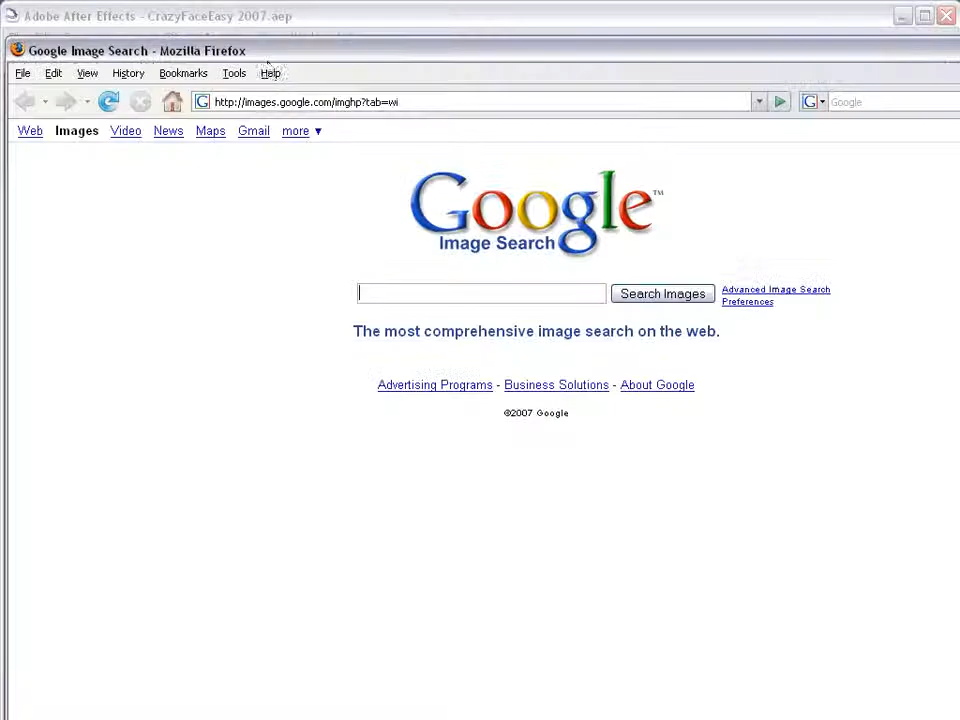 Adobe After Effects - CrazyFaceEasy 2007.aep
Google Image Search - Mozilla Firefox
File Edit View History Bookmarks Tools Help
http://images.google.com/imghp?tab=wi
Google
Web Images Video News Maps Gmail more ▼
Google™
Image Search
Search Images
Advanced Image Search
Preferences
The most comprehensive image search on the web.
Advertising Programs - Business Solutions - About Google
©2007 Google